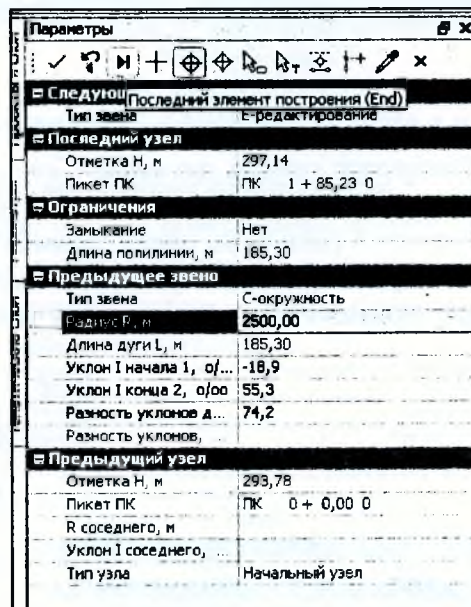 Параметры
Следующ
Последний элемент построения (End)
Тип звена Е-редактирование
Последний узел
Отметка Н, м 297,14
Пикет ПК ПК 1 + 85,23 0
Ограничения
Замыкание Нет
Длина полилинии, м 185,30
Предыдущее звено
Тип звена С-окружность
Радиус R, м 2500,00
Длина дуги L, м 185,30
Уклон I начала 1, о/... -18,9
Уклон I конца 2, о/оо 55,3
Разность уклонов д... 74,2
Разность уклонов,
Предыдущий узел
Отметка Н, м 293,78
Пикет ПК ПК 0 + 0,00 0
R соседнего, м
Уклон I соседнего, ...
Тип узла Начальный узел